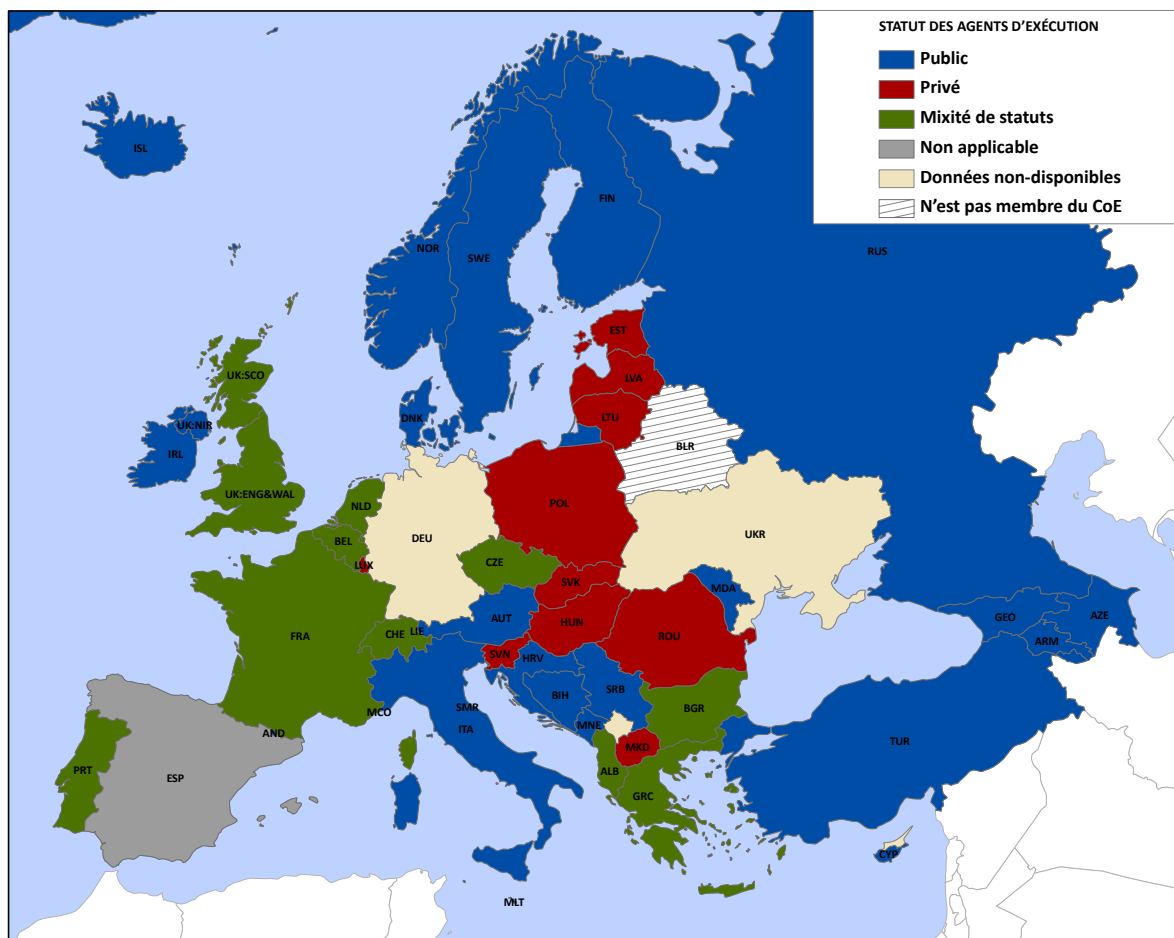 STATUT DES AGENTS D'EXÉCUTION
Public
Privé
Mixité de statuts
Non applicable
Données non-disponibles
N'est pas membre du CoE
ISL
FIN
NOR
SWE
RUS
EST
UK:SCO
LVA
DNK
LTU
UK:NIR
IRL
BLR
UK:ENG&WAL
NLD
POL
DEU
BEL
UKR
CZE
LUX
SVK
MDA
AUT
GEO
AZE
HUN
LIE
CHE
FRA
ROU
ARM
SVN
HRV
SRB
BIH
MCO
SMR
BGR
MNE
ITA
AND
TUR
MKD
PRT
ALB
ESP
GRC
CYP
MLT